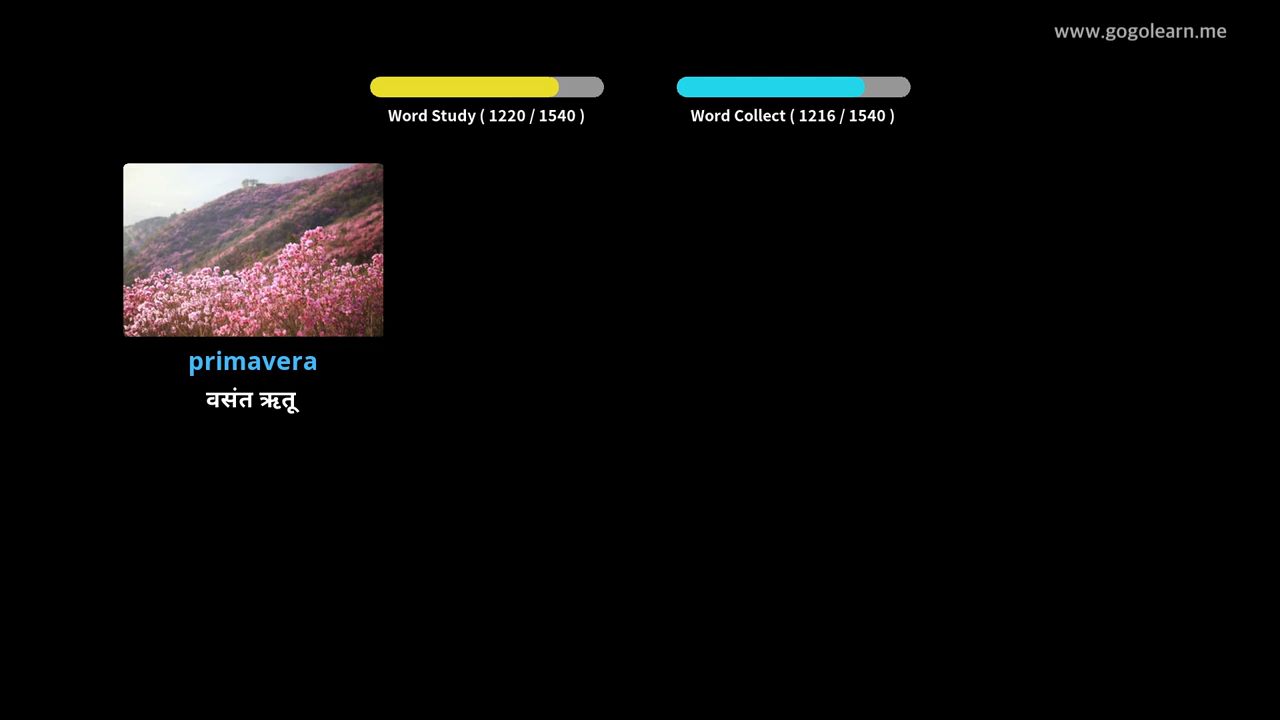 www.gogolearn.me
Word Study ( 1220 / 1540 )
Word Collect ( 1216 / 1540 )
primavera
वसंत ऋतू